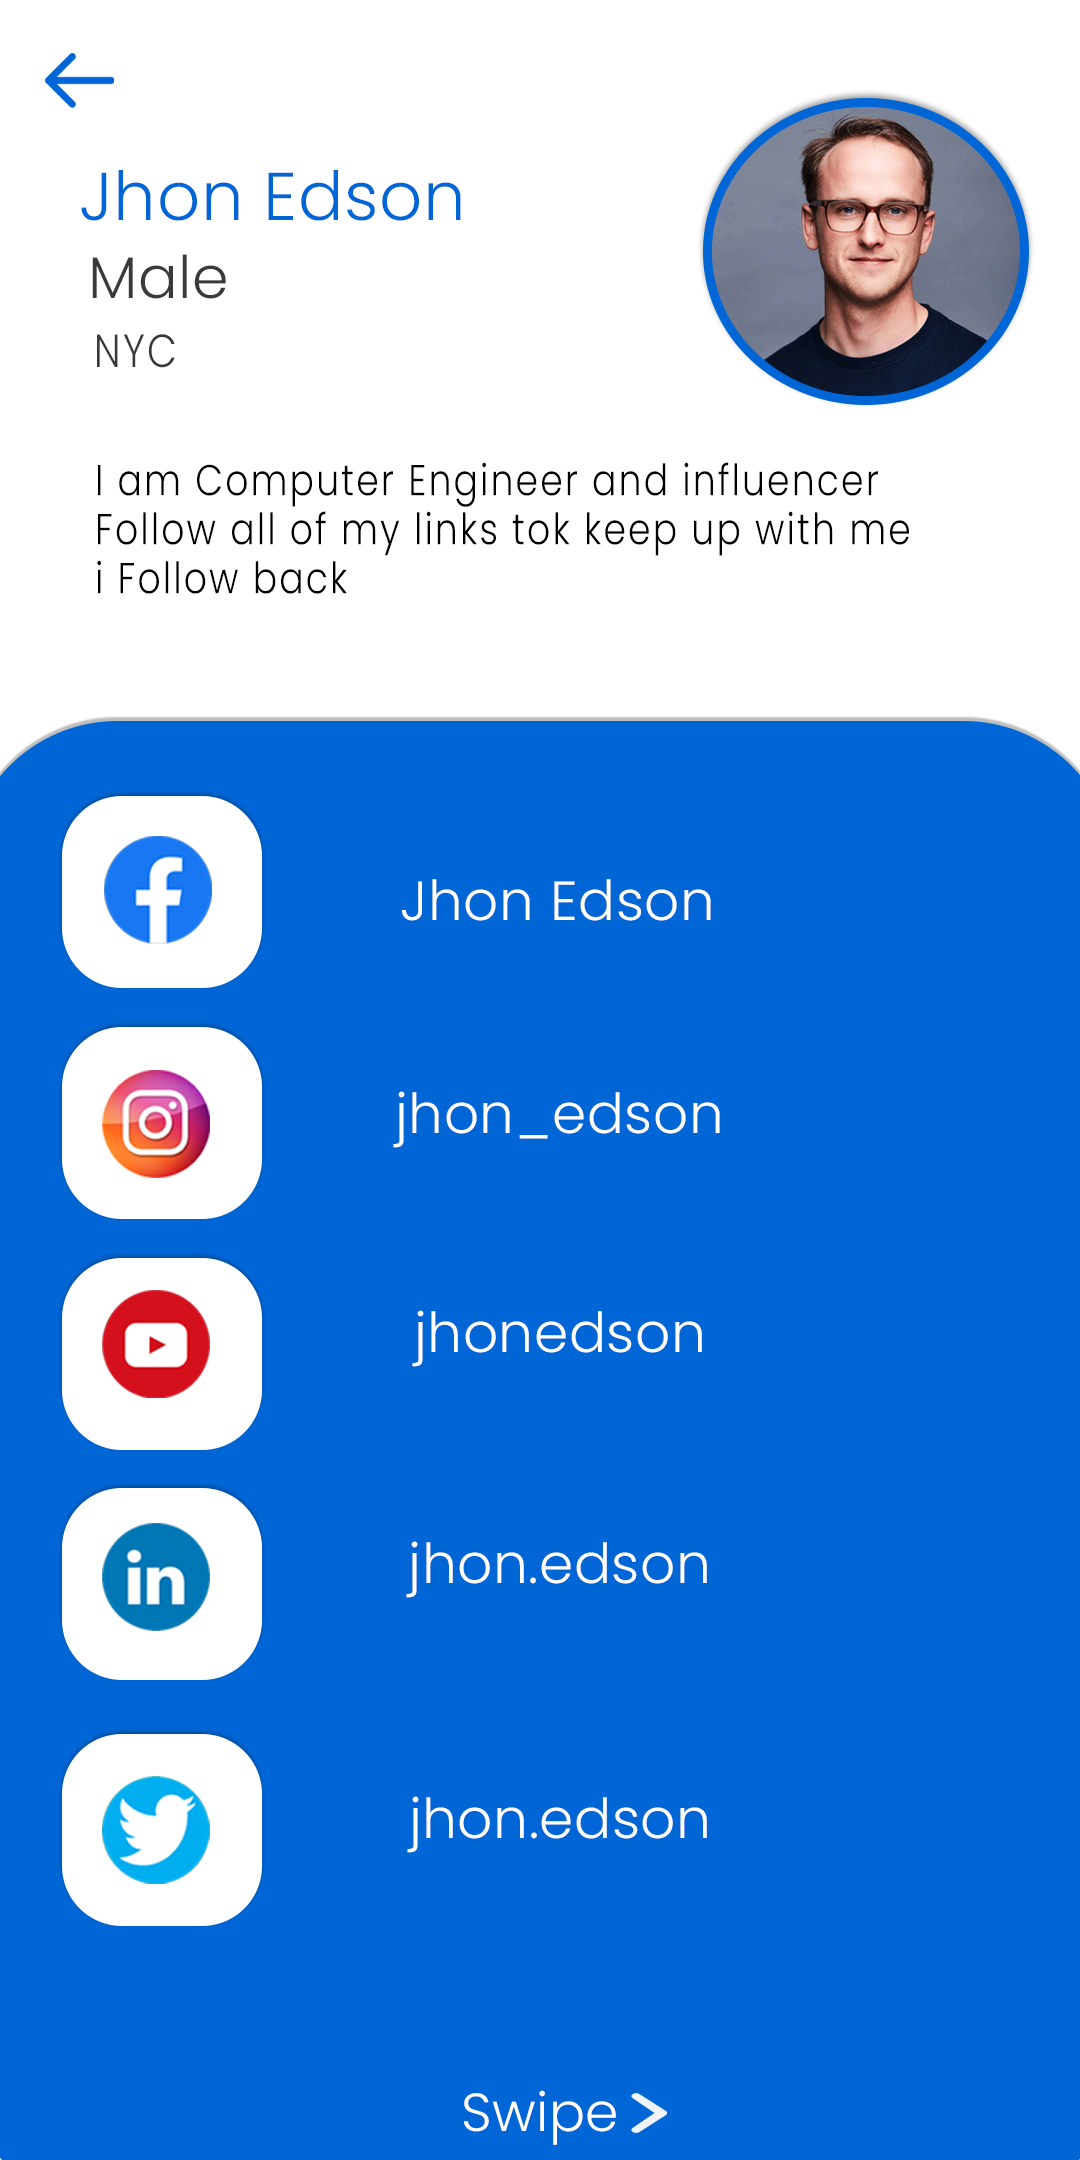 Jhon Edson
Male
NYC
I am Computer Engineer and influencer
Follow all of my links tok keep up with me
i Follow back
Jhon Edson
jhon_edson
jhonedson
in
jhon.edson
jhon.edson
Swipe >